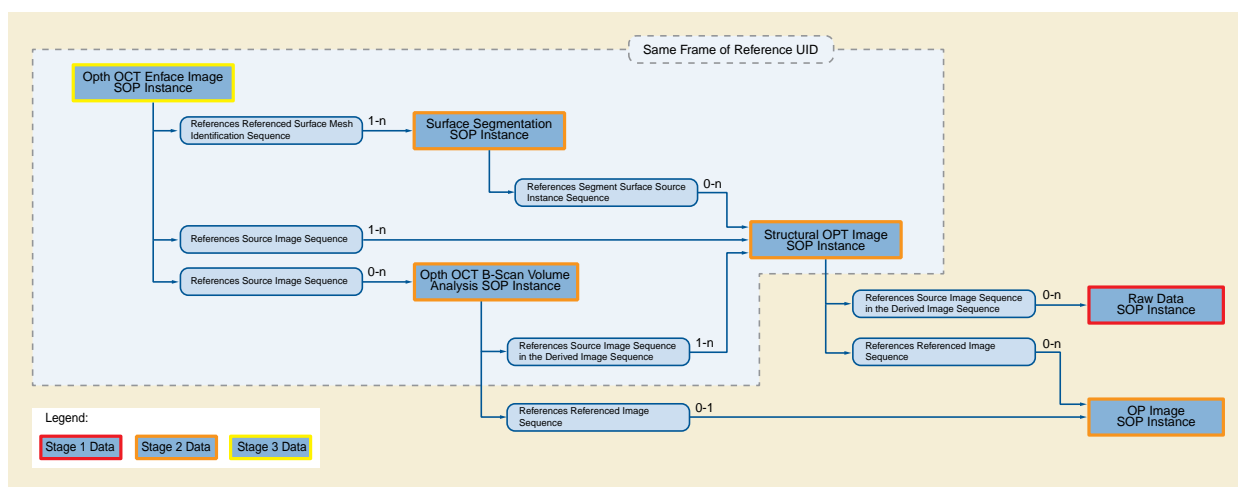 Same Frame of Reference UID
Opth OCT Enface Image
SOP Instance
References Referenced Surface Mesh
Identification Sequence
1-n
Surface Segmentation
SOP Instance
References Segment Surface Source
Instance Sequence
0-n
References Source Image Sequence
1-n
Structural OPT Image
SOP Instance
References Source Image Sequence
0-n
Opth OCT B-Scan Volume
Analysis SOP Instance
References Source Image Sequence
in the Derived Image Sequence
0-n
Raw Data
SOP Instance
References Source Image Sequence
in the Derived Image Sequence
1-n
References Referenced Image
Sequence
0-n
References Referenced Image
Sequence
0-1
OP Image
SOP Instance
Legend:
Stage 1 Data
Stage 2 Data
Stage 3 Data